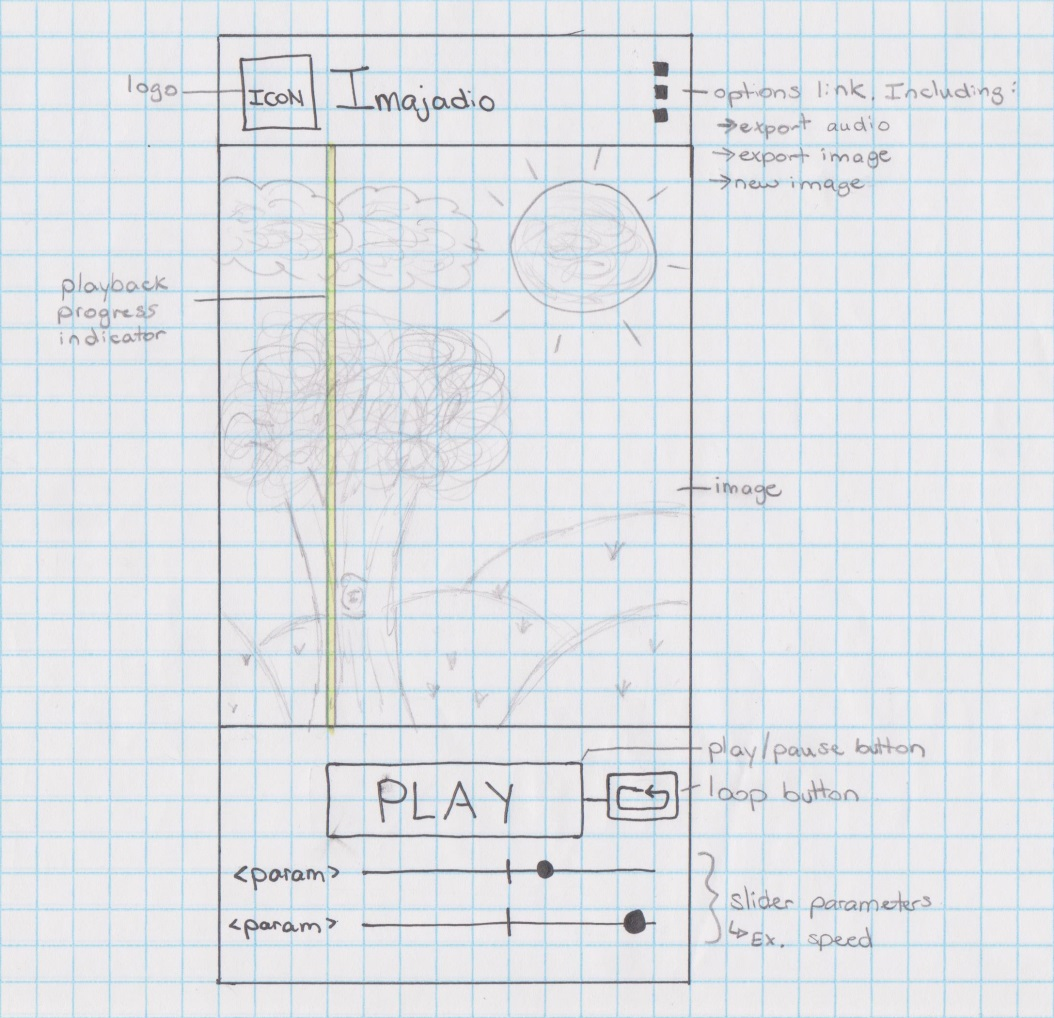 logo
ICON
Imajadio
options link. Including:
→export audio
→export image
→new image
playback
progress
indicator
image
play/pause button
PLAY
loop button
<param>
<param>
slider parameters
↳Ex. speed